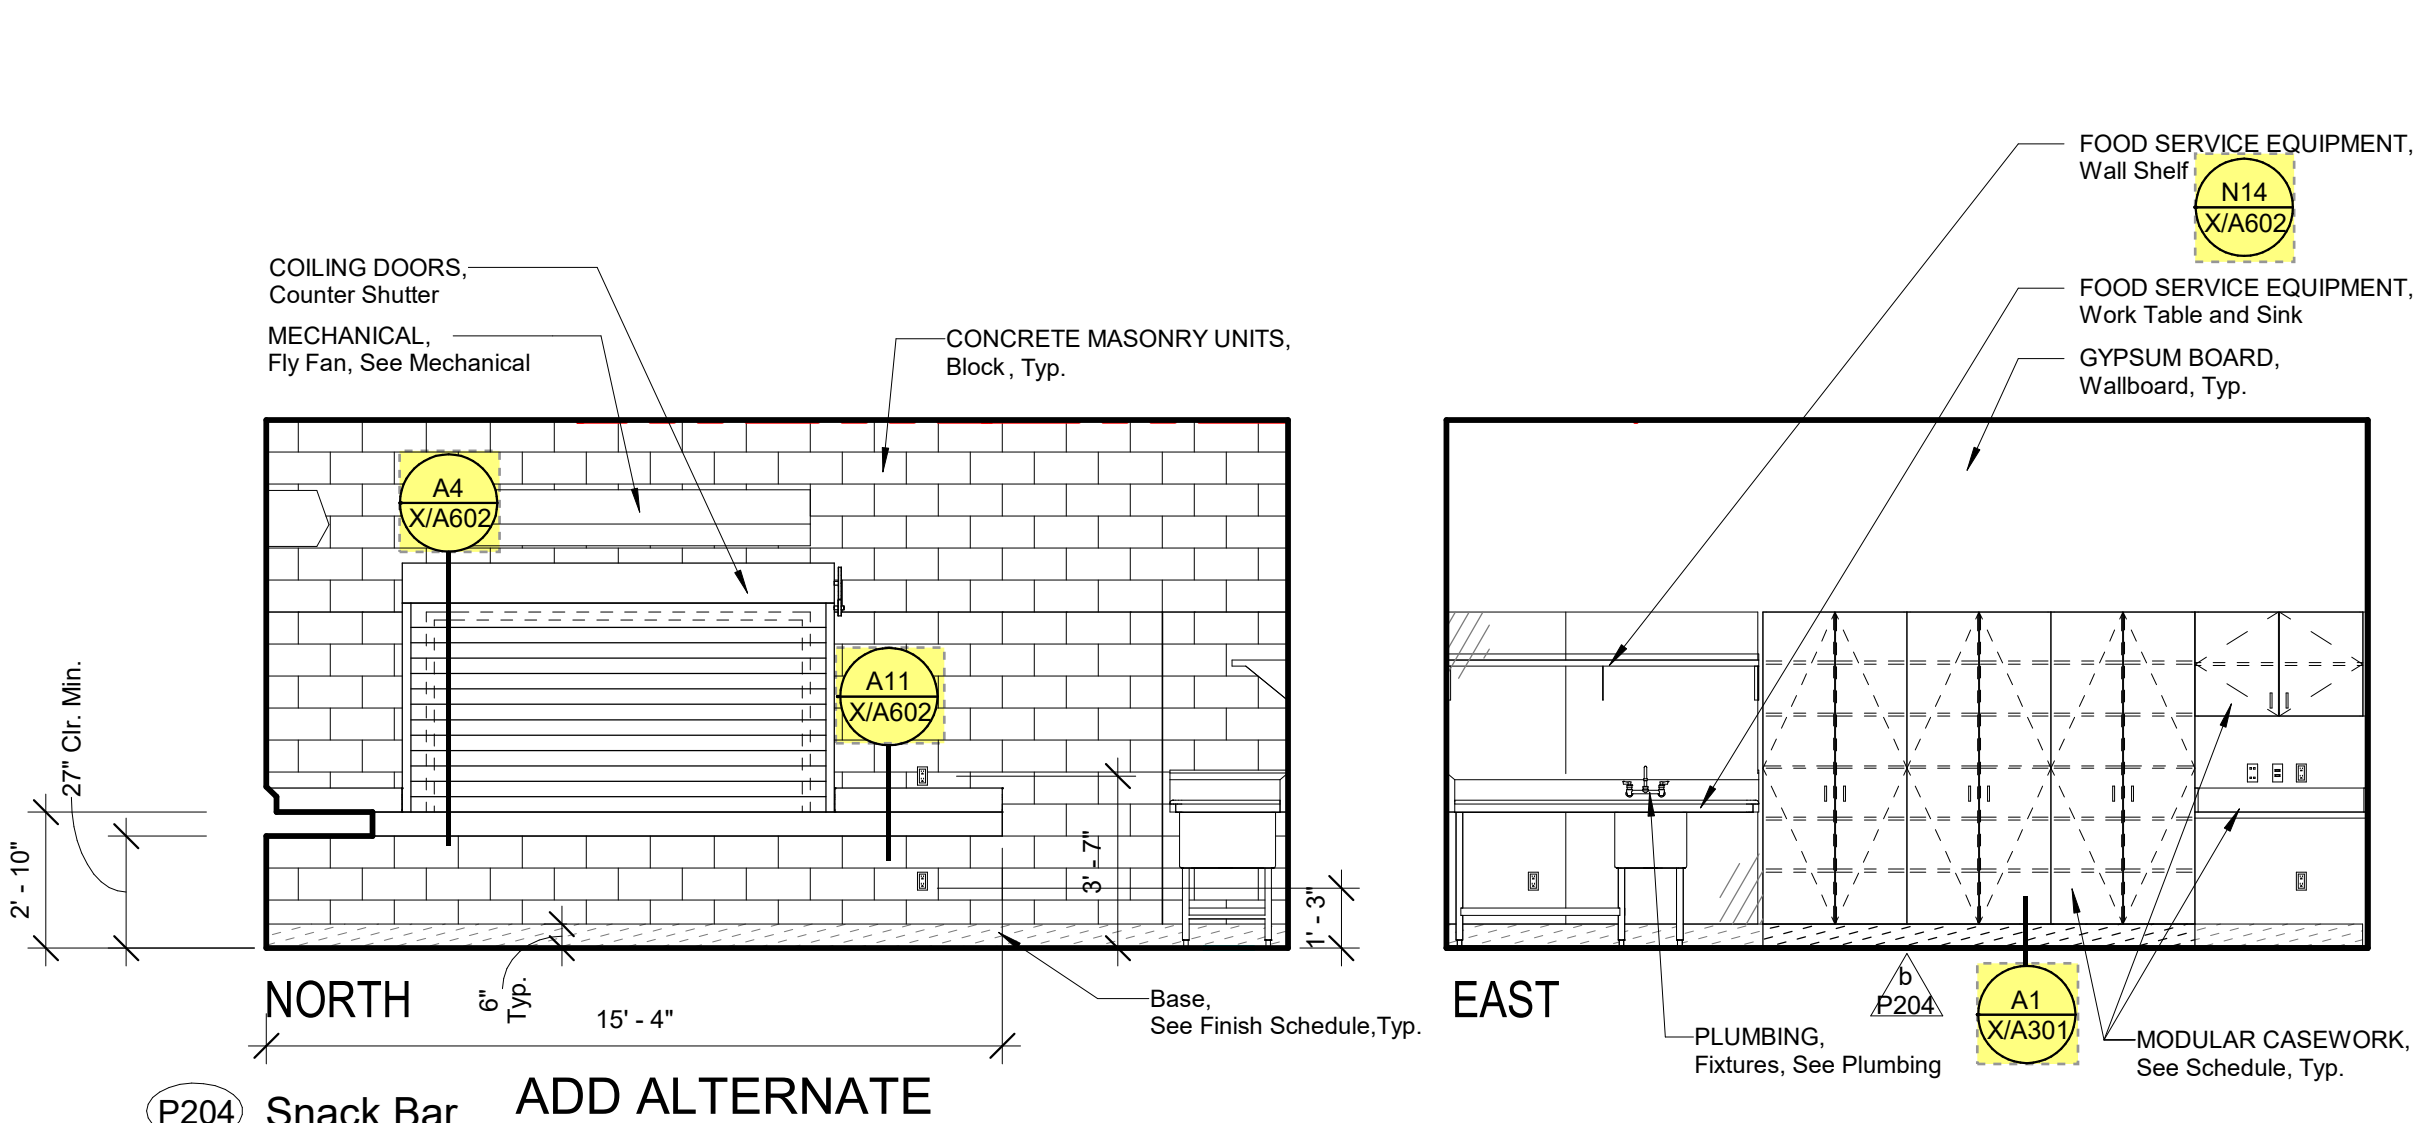 FOOD SERVICE EQUIPMENT,
Wall Shelf
N14
X/A602
COILING DOORS,
Counter Shutter
MECHANICAL,
Fly Fan, See Mechanical
CONCRETE MASONRY UNITS,
Block, Typ.
FOOD SERVICE EQUIPMENT,
Work Table and Sink
GYPSUM BOARD,
Wallboard, Typ.
A4
X/A602
A11
X/A602
27" Clr. Min.
2' - 10"
3' - 7"
1' - 3"
6"
Typ.
15' - 4"
NORTH
Base,
See Finish Schedule,Typ.
EAST
b
P204
A1
X/A301
PLUMBING,
Fixtures, See Plumbing
MODULAR CASEWORK,
See Schedule, Typ.
P204
Snack Bar
ADD ALTERNATE